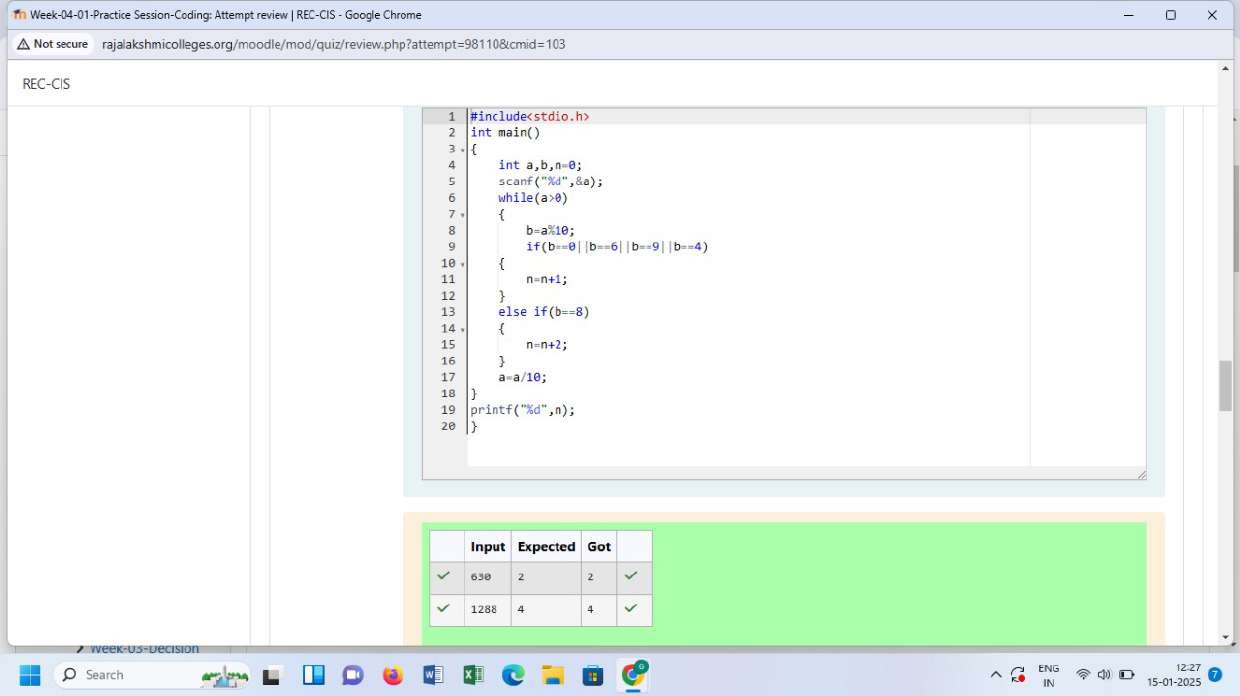 Week-04-01-Practice Session-Coding: Attempt review | REC-CIS - Google Chrome
Not secure rajalakshmicolleges.org/moodle/mod/quiz/review.php?attempt=98110&cmid=103
REC-CIS
1 #include<stdio.h>
2 int main()
3 {
4 int a,b,n=0;
5 scanf("%d",&a);
6 while(a>0)
7 {
8 b=a%10;
9 if(b==0||b==6||b==9||b==4)
10 {
11 n=n+1;
12 }
13 else if(b==8)
14 {
15 n=n+2;
16 }
17 a=a/10;
18 }
19 printf("%d",n);
20 }
Input Expected Got
630 2 2
1288 4 4
Week-03-Decision
Search
ENG
IN
12:27
15-01-2025
7